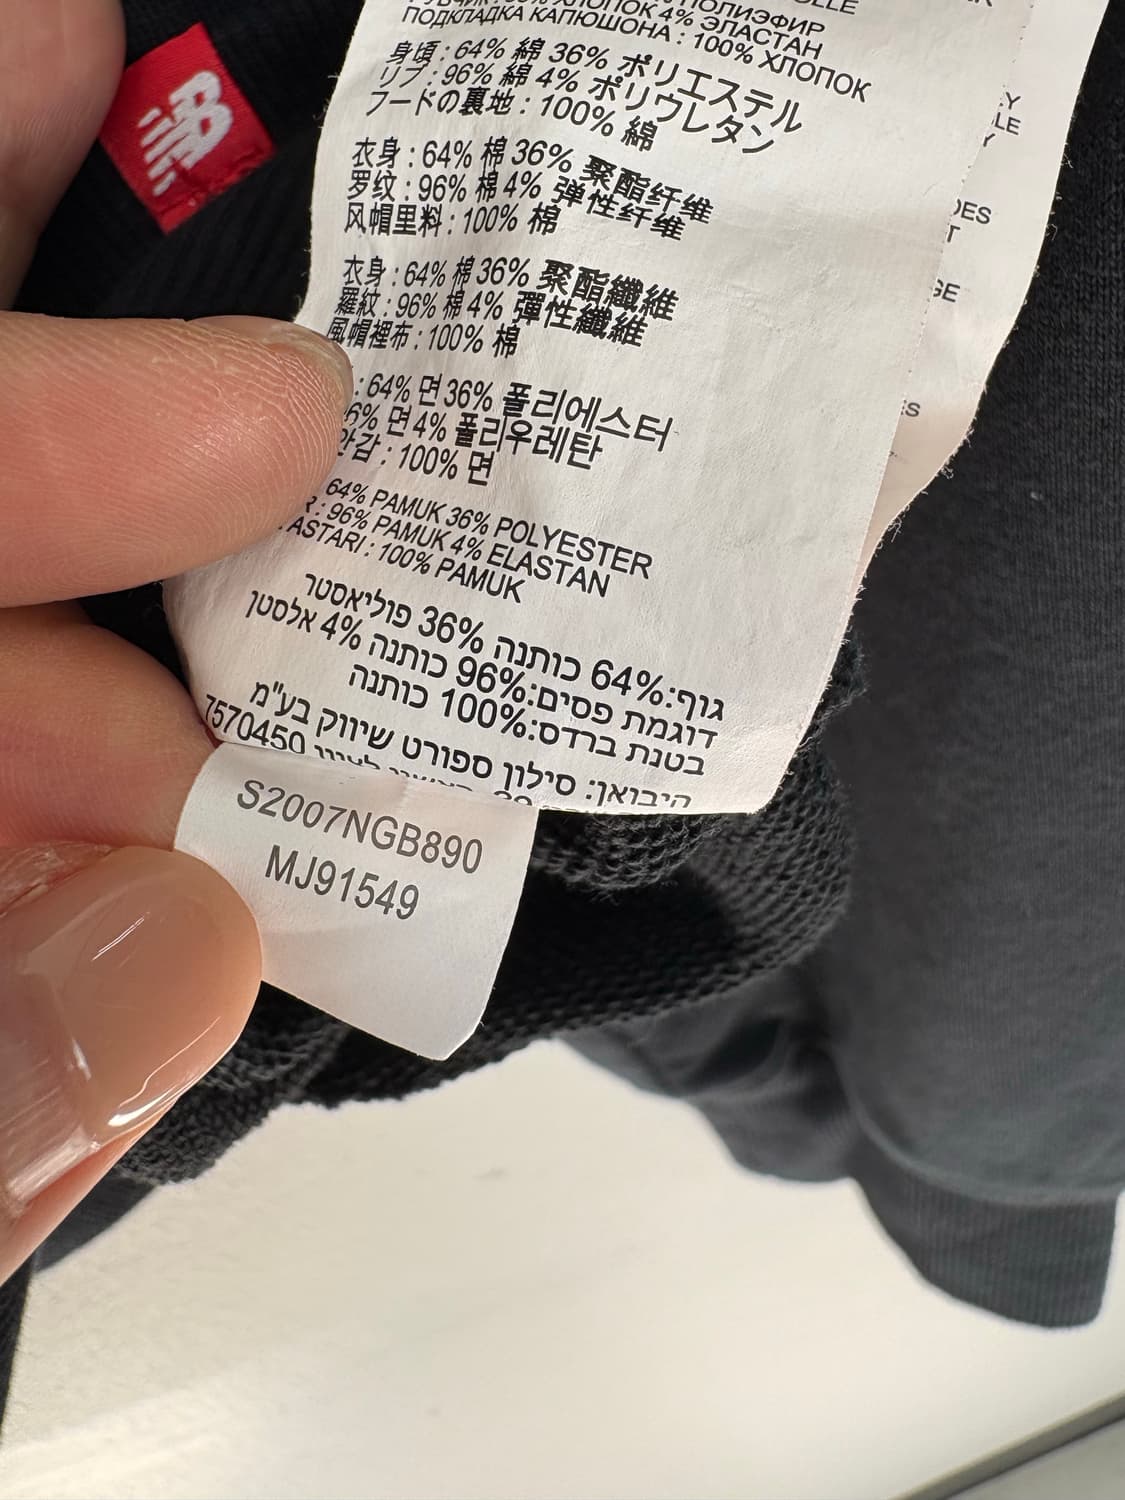 ПОЛИЭФИР
ХЛОПОК 4% ЭЛАСТАН
ПОДКЛАДКА КАПЮШОНА : 100% ХЛОПОК
身頃 : 64% 綿 36% ポリエステル
リブ : 96% 綿 4% ポリウレタン
フードの裏地 : 100% 綿
衣身 : 64% 棉 36% 聚酯纤维
罗纹 : 96% 棉 4% 弹性纤维
风帽里料 : 100% 棉
衣身 : 64% 棉 36% 聚酯纖維
羅紋 : 96% 棉 4% 彈性纖維
風帽裡布 : 100% 棉
: 64% 면 36% 폴리에스터
6% 면 4% 폴리우레탄
안감 : 100% 면
64% PAMUK 36% POLYESTER
: 96% PAMUK 4% ELASTAN
ASTARI : 100% PAMUK
גוף:64% כותנה 36% פוליאסטר
דוגמת פסים:96% כותנה 4% אלסטן
בטנת ברדס:100% כותנה
היבואן: סילון ספורט שיווק בע"מ
7570450
S2007NGB890
MJ91549